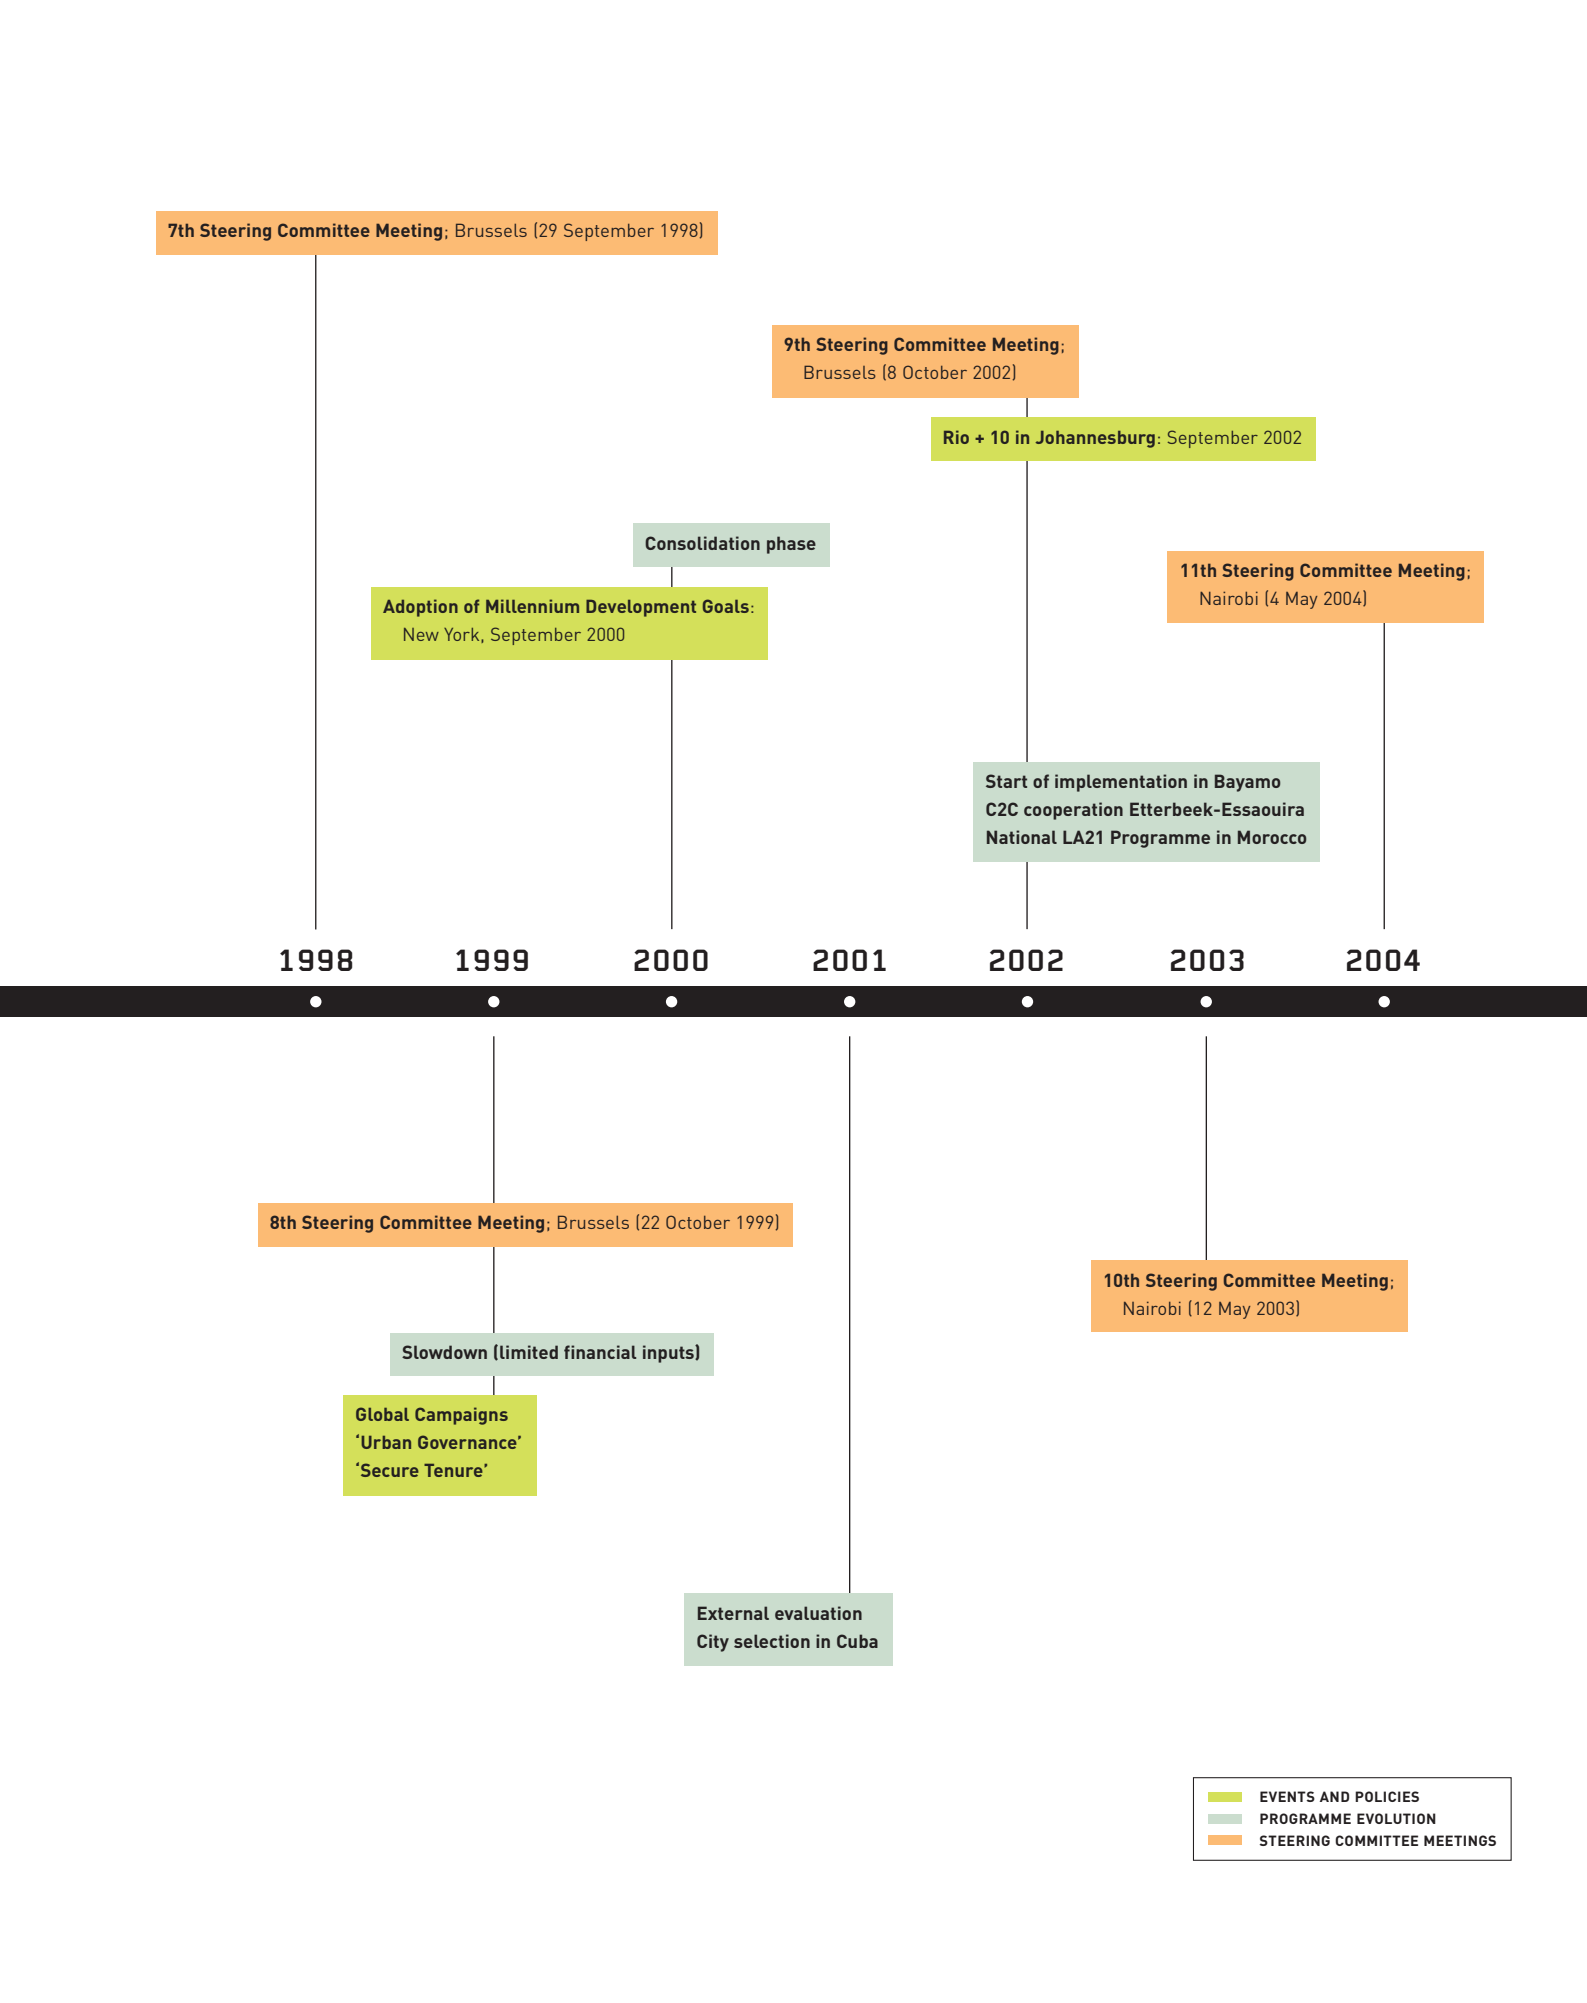 7th Steering Committee Meeting; Brussels (29 September 1998)
9th Steering Committee Meeting;
Brussels (8 October 2002)
Rio + 10 in Johannesburg: September 2002
Consolidation phase
11th Steering Committee Meeting;
Nairobi (4 May 2004)
Adoption of Millennium Development Goals:
New York, September 2000
Start of implementation in Bayamo
C2C cooperation Etterbeek-Essaouira
National LA21 Programme in Morocco
1998 1999 2000 2001 2002 2003 2004
8th Steering Committee Meeting; Brussels (22 October 1999)
10th Steering Committee Meeting;
Nairobi (12 May 2003)
Slowdown (limited financial inputs)
Global Campaigns
‘Urban Governance’
‘Secure Tenure’
External evaluation
City selection in Cuba
EVENTS AND POLICIES
PROGRAMME EVOLUTION
STEERING COMMITTEE MEETINGS